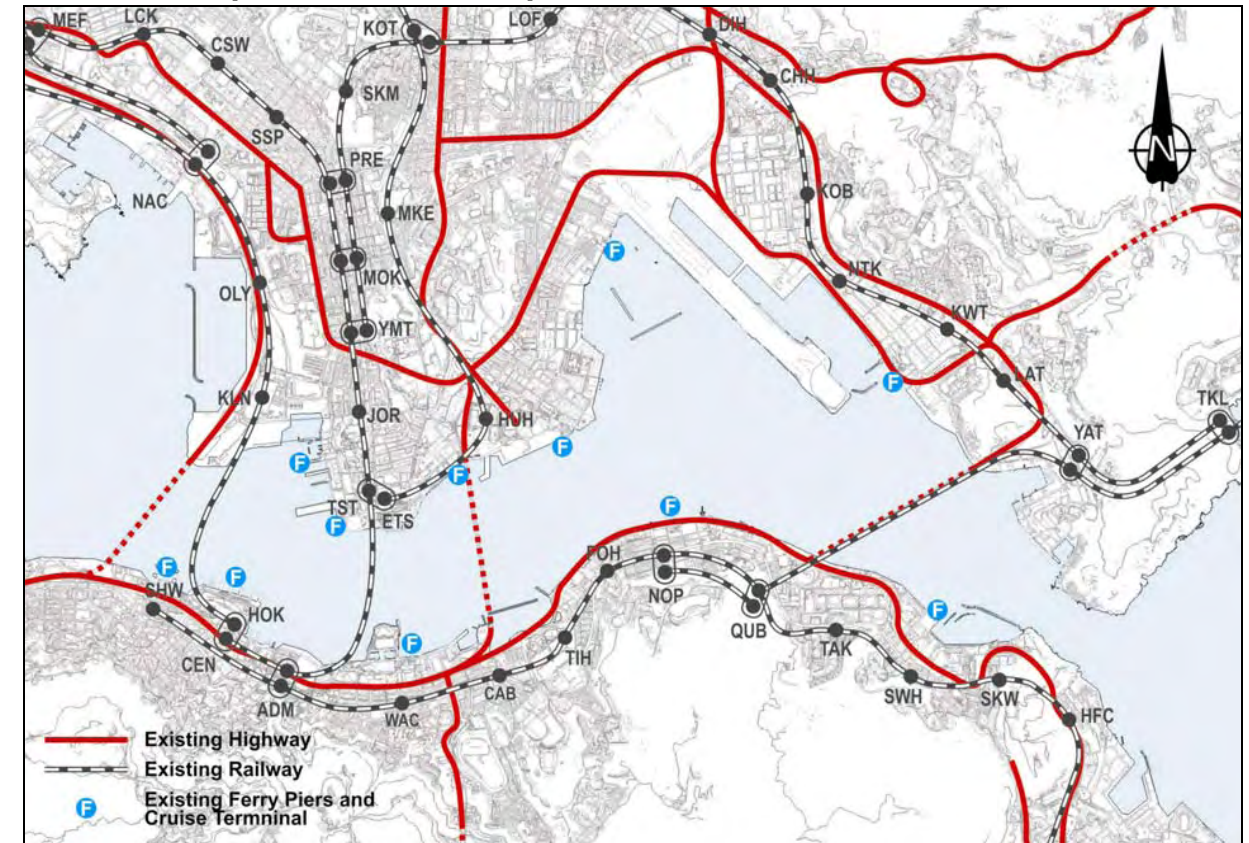 MEF
LCK
KOT
LOF
DIH
CSW
CHH
SKM
SSP
PRE
N
NAC
MKE
KOB
F
MOK
NTK
OLY
YMT
KWT
F
LAT
KLN
JOR
HUH
TKL
F
YAT
F
F
TST
ETS
F
F
F
F
SHW
FOH
NOP
F
HOK
QUB
F
CEN
TIH
TAK
ADM
WAC
CAB
SWH
SKW
HFC
Existing Highway
Existing Railway
F
Existing Ferry Piers and
Cruise Termninal